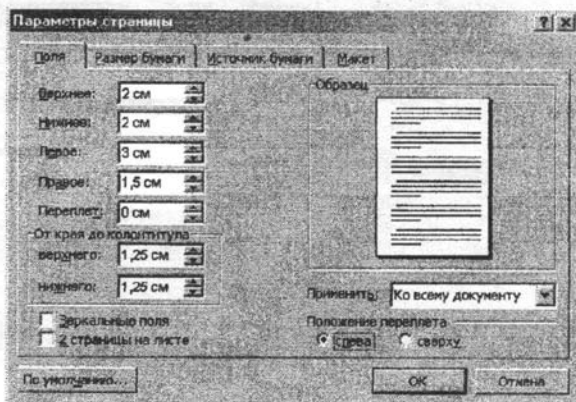 Параметры страницы
Поля Размер бумаги Источник бумаги Макет
Верхнее: 2 см
Нижнее: 2 см
Левое: 3 см
Правое: 1,5 см
Переплет: 0 см
От края до колонтитула
верхнего: 1,25 см
нижнего: 1,25 см
Зеркальные поля
2 страницы на листе
Образец
Применить: Ко всему документу
Положение переплета
слева сверху
По умолчанию... ОК Отмена